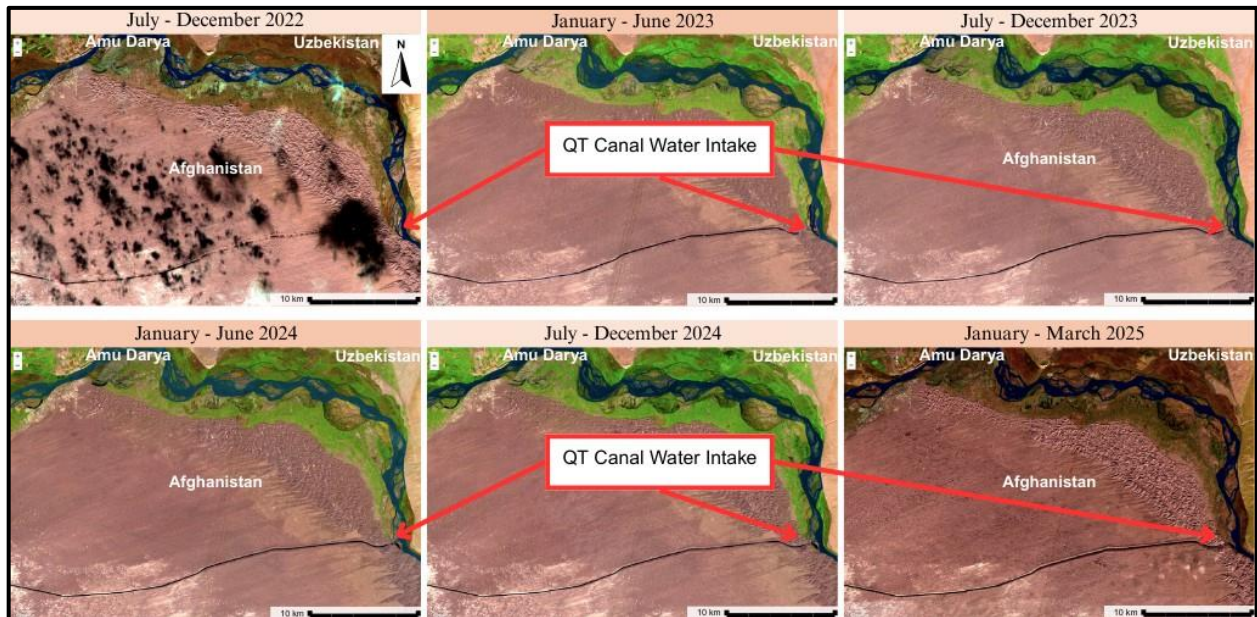 July - December 2022
January - June 2023
July - December 2023
Amu Darya
Uzbekistan
N
Amu Darya
Uzbekistan
Amu Darya
Uzbekistan
QT Canal Water Intake
Afghanistan
Afghanistan
10 km
10 km
10 km
January - June 2024
July - December 2024
January - March 2025
Amu Darya
Uzbekistan
Amu Darya
Uzbekistan
Amu Darya
Uzbekistan
QT Canal Water Intake
Afghanistan
Afghanistan
10 km
10 km
10 km